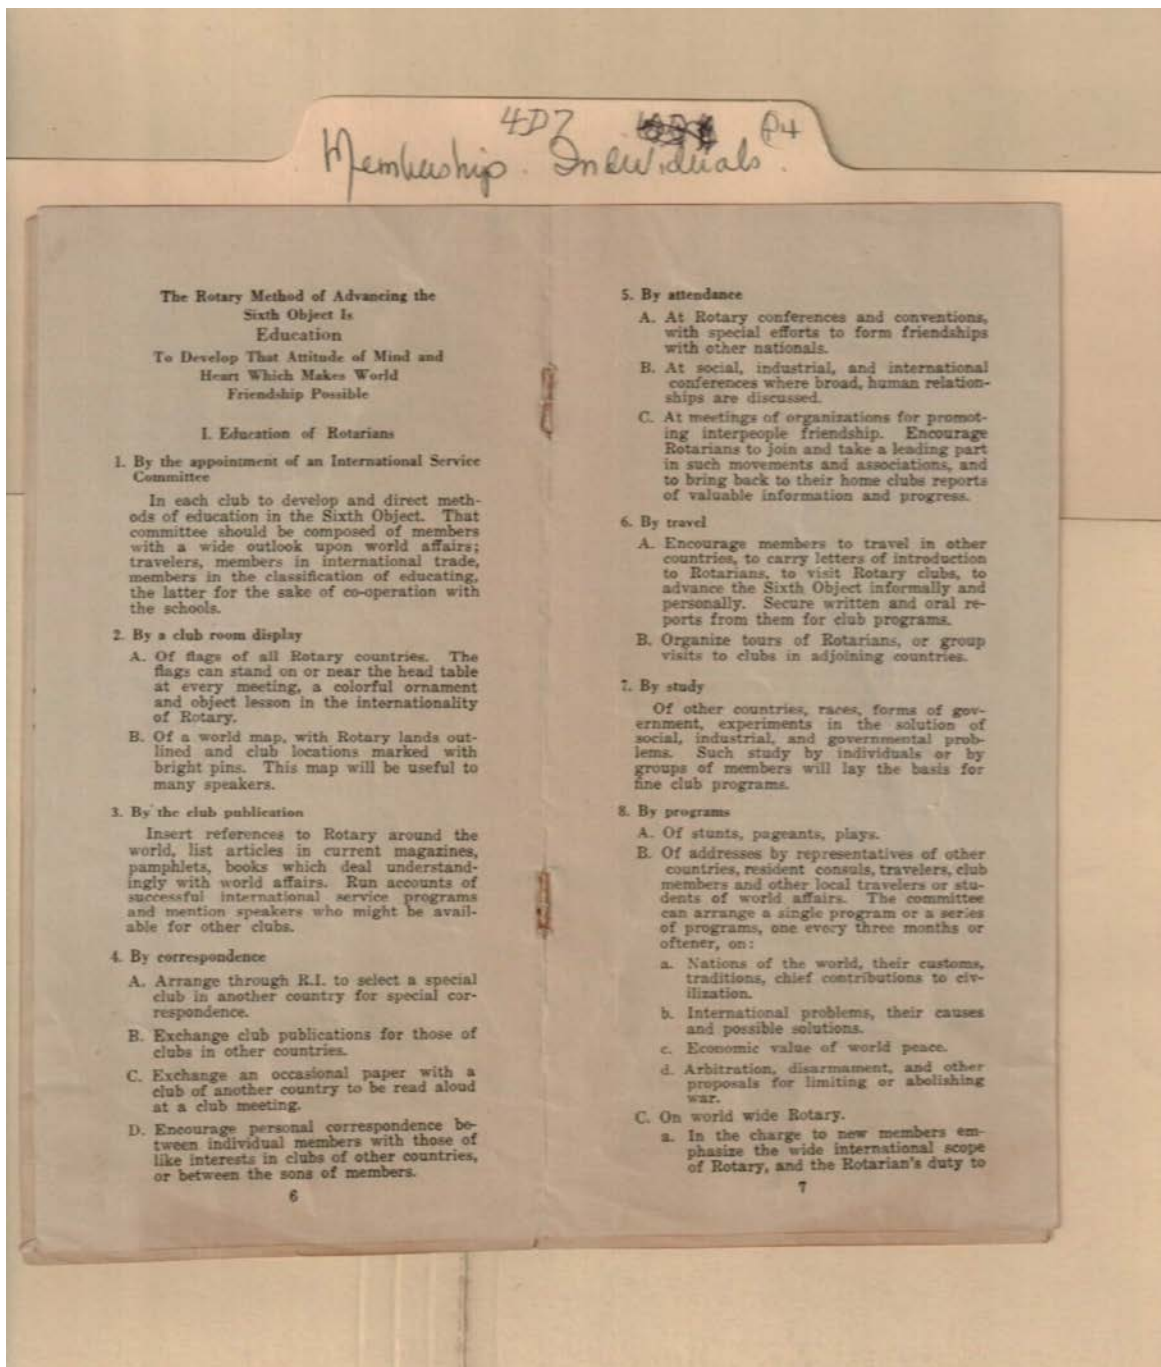 4D7 P4
Membership. Individuals.
The Rotary Method of Advancing the
Sixth Object Is
Education
To Develop That Attitude of Mind and
Heart Which Makes World
Friendship Possible
I. Education of Rotarians
1. By the appointment of an International Service
Committee
In each club to develop and direct meth-
ods of education in the Sixth Object. That
committee should be composed of members
with a wide outlook upon world affairs;
travelers, members in international trade,
members in the classification of educating,
the latter for the sake of co-operation with
the schools.
2. By a club room display
A. Of flags of all Rotary countries. The
flags can stand on or near the head table
at every meeting, a colorful ornament
and object lesson in the internationality
of Rotary.
B. Of a world map, with Rotary lands out-
lined and club locations marked with
bright pins. This map will be useful to
many speakers.
3. By the club publication
Insert references to Rotary around the
world, list articles in current magazines,
pamphlets, books which deal understand-
ingly with world affairs. Run accounts of
successful international service programs
and mention speakers who might be avail-
able for other clubs.
4. By correspondence
A. Arrange through R.I. to select a special
club in another country for special cor-
respondence.
B. Exchange club publications for those of
clubs in other countries.
C. Exchange an occasional paper with a
club of another country to be read aloud
at a club meeting.
D. Encourage personal correspondence be-
tween individual members with those of
like interests in clubs of other countries,
or between the sons of members.
6
5. By attendance
A. At Rotary conferences and conventions,
with special efforts to form friendships
with other nationals.
B. At social, industrial, and international
conferences where broad, human relation-
ships are discussed.
C. At meetings of organizations for promot-
ing interpeople friendship. Encourage
Rotarians to join and take a leading part
in such movements and associations, and
to bring back to their home clubs reports
of valuable information and progress.
6. By travel
A. Encourage members to travel in other
countries, to carry letters of introduction
to Rotarians, to visit Rotary clubs, to
advance the Sixth Object informally and
personally. Secure written and oral re-
ports from them for club programs.
B. Organize tours of Rotarians, or group
visits to clubs in adjoining countries.
7. By study
Of other countries, races, forms of gov-
ernment, experiments in the solution of
social, industrial, and governmental prob-
lems. Such study by individuals or by
groups of members will lay the basis for
fine club programs.
8. By programs
A. Of stunts, pageants, plays.
B. Of addresses by representatives of other
countries, resident consuls, travelers, club
members and other local travelers or stu-
dents of world affairs. The committee
can arrange a single program or a series
of programs, one every three months or
oftener, on:
a. Nations of the world, their customs,
traditions, chief contributions to civ-
ilization.
b. International problems, their causes
and possible solutions.
c. Economic value of world peace.
d. Arbitration, disarmament, and other
proposals for limiting or abolishing
war.
C. On world wide Rotary.
a. In the charge to new members em-
phasize the wide international scope
of Rotary, and the Rotarian's duty to
7